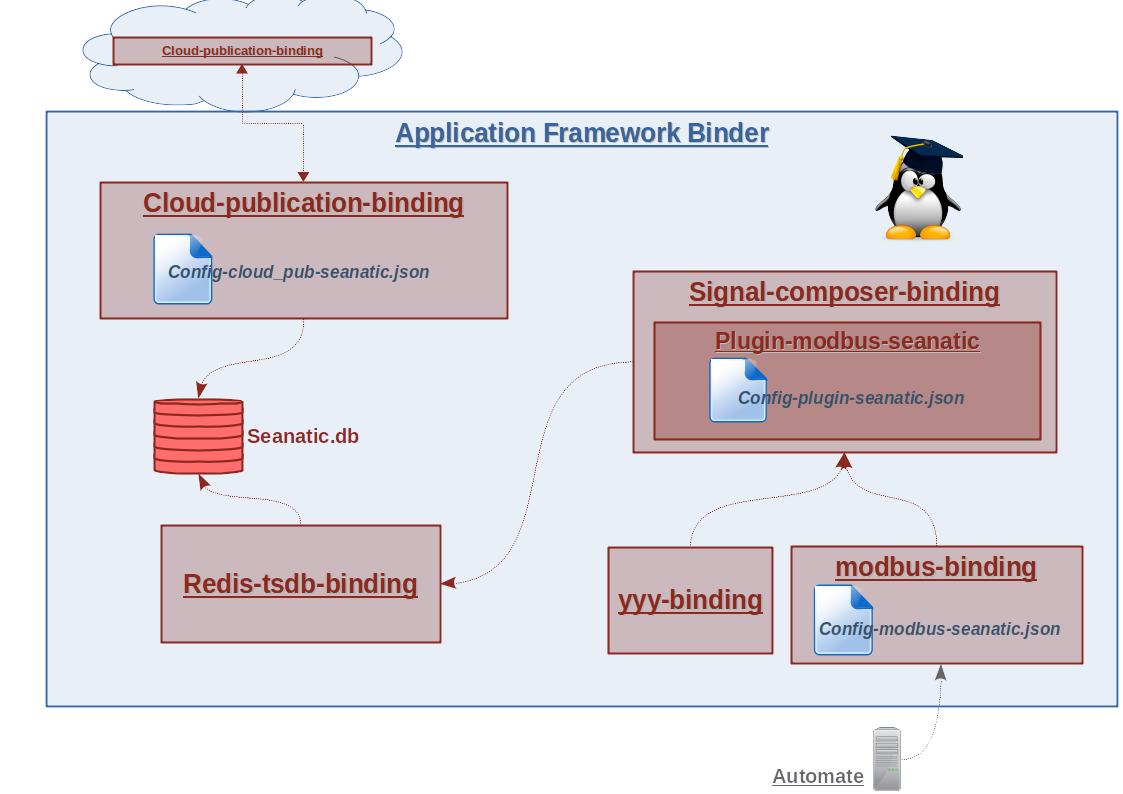 Cloud-publication-binding
Application Framework Binder
Cloud-publication-binding
Config-cloud_pub-seanatic.json
Signal-composer-binding
Plugin-modbus-seanatic
Config-plugin-seanatic.json
Seanatic.db
Redis-tsdb-binding
yyy-binding
modbus-binding
Config-modbus-seanatic.json
Automate